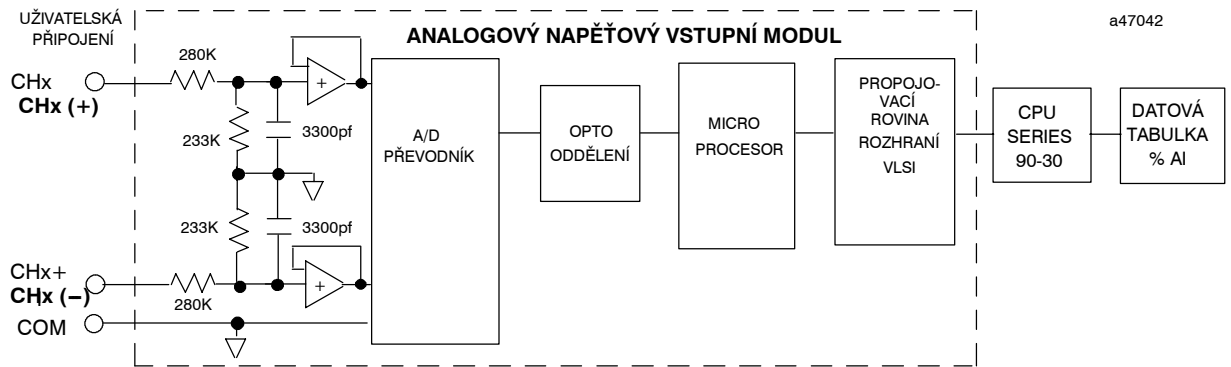 UŽIVATELSKÁ
PŘIPOJENÍ
ANALOGOVÝ NAPĚŤOVÝ VSTUPNÍ MODUL
a47042
280K
CHx
CHx (+)
233K
3300pf
A/D
PŘEVODNÍK
OPTO
ODDĚLENÍ
MICRO
PROCESOR
PROPOJO-
VACÍ
ROVINA
ROZHRANÍ
VLSI
CPU
SERIES
90-30
DATOVÁ
TABULKA
% AI
233K
3300pf
CHx+
CHx (−)
280K
COM
+
+